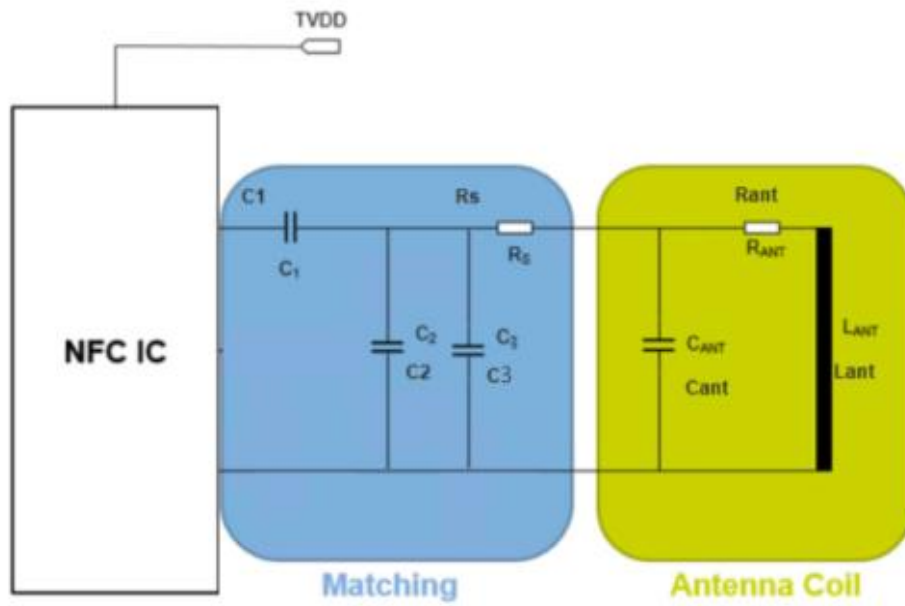 TVDD
C1
Rs
Rant
C₁
R_S
R_ANT
NFC IC
C₂
C₃
C_ANT
L_ANT
C2
C3
Cant
Lant
Matching
Antenna Coil